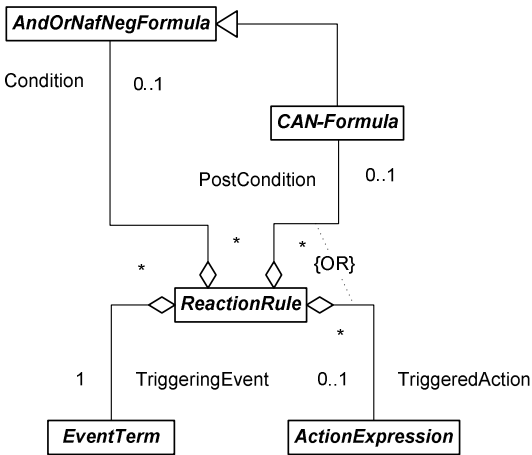 AndOrNafNegFormula
Condition
0..1
CAN-Formula
PostCondition
0..1
*
*
{OR}
*
ReactionRule
*
1
TriggeringEvent
0..1
TriggeredAction
EventTerm
ActionExpression